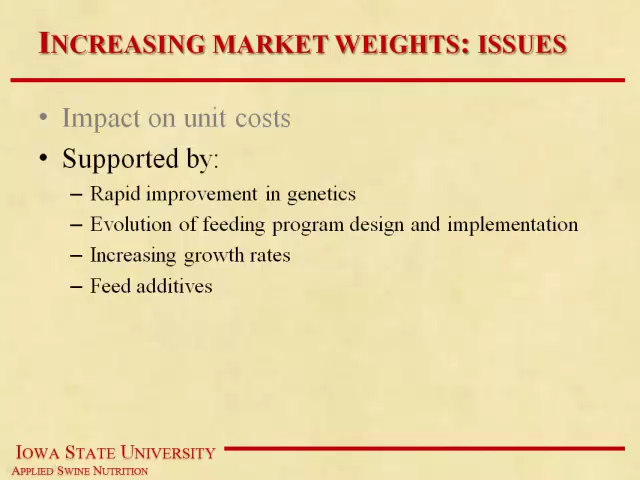 INCREASING MARKET WEIGHTS: ISSUES
• Impact on unit costs
• Supported by:
– Rapid improvement in genetics
– Evolution of feeding program design and implementation
– Increasing growth rates
– Feed additives
IOWA STATE UNIVERSITY
APPLIED SWINE NUTRITION